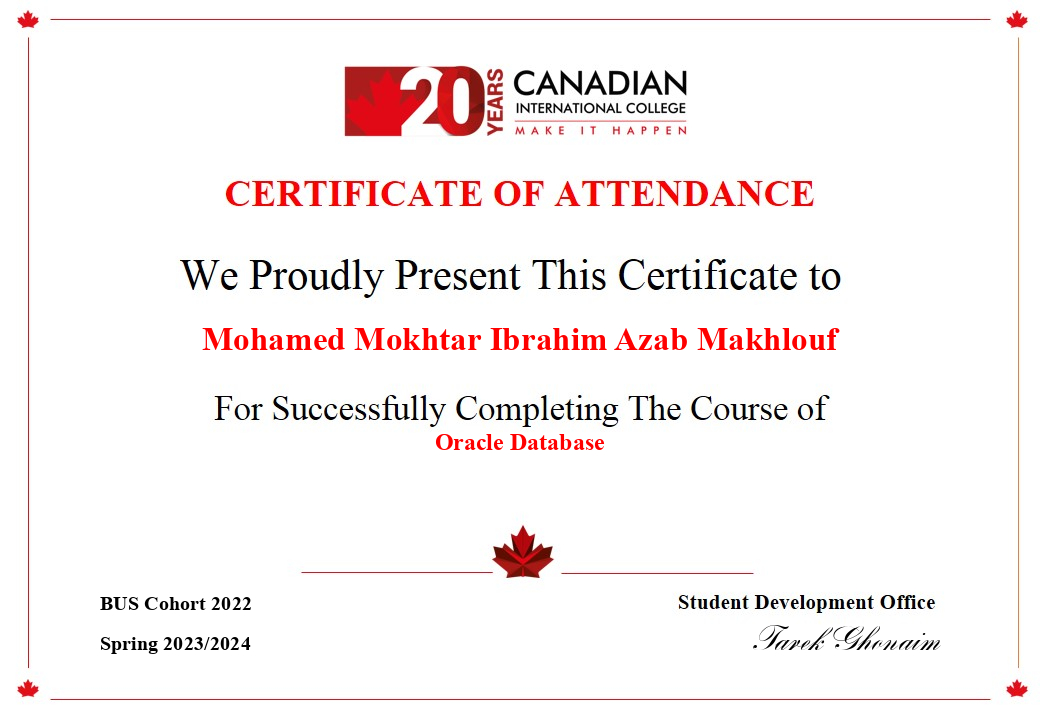 20 YEARS CANADIAN
INTERNATIONAL COLLEGE
MAKE IT HAPPEN
CERTIFICATE OF ATTENDANCE
We Proudly Present This Certificate to
Mohamed Mokhtar Ibrahim Azab Makhlouf
For Successfully Completing The Course of
Oracle Database
BUS Cohort 2022
Student Development Office
Spring 2023/2024
Tarek Ghonaim